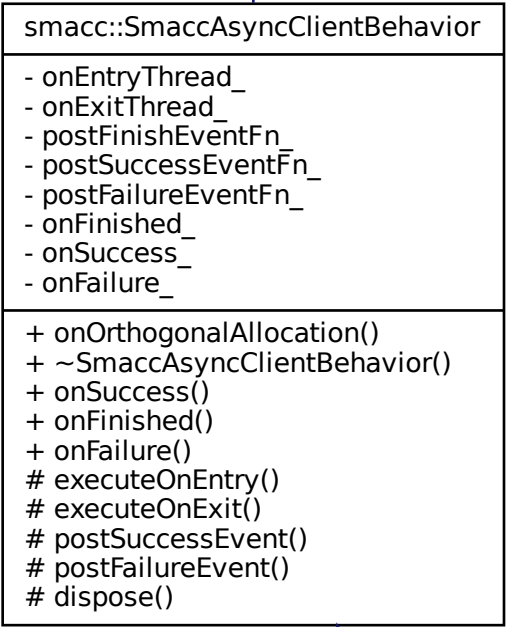 smacc::SmaccAsyncClientBehavior
- onEntryThread_
- onExitThread_
- postFinishEventFn_
- postSuccessEventFn_
- postFailureEventFn_
- onFinished_
- onSuccess_
- onFailure_
+ onOrthogonalAllocation()
+ ~SmaccAsyncClientBehavior()
+ onSuccess()
+ onFinished()
+ onFailure()
# executeOnEntry()
# executeOnExit()
# postSuccessEvent()
# postFailureEvent()
# dispose()